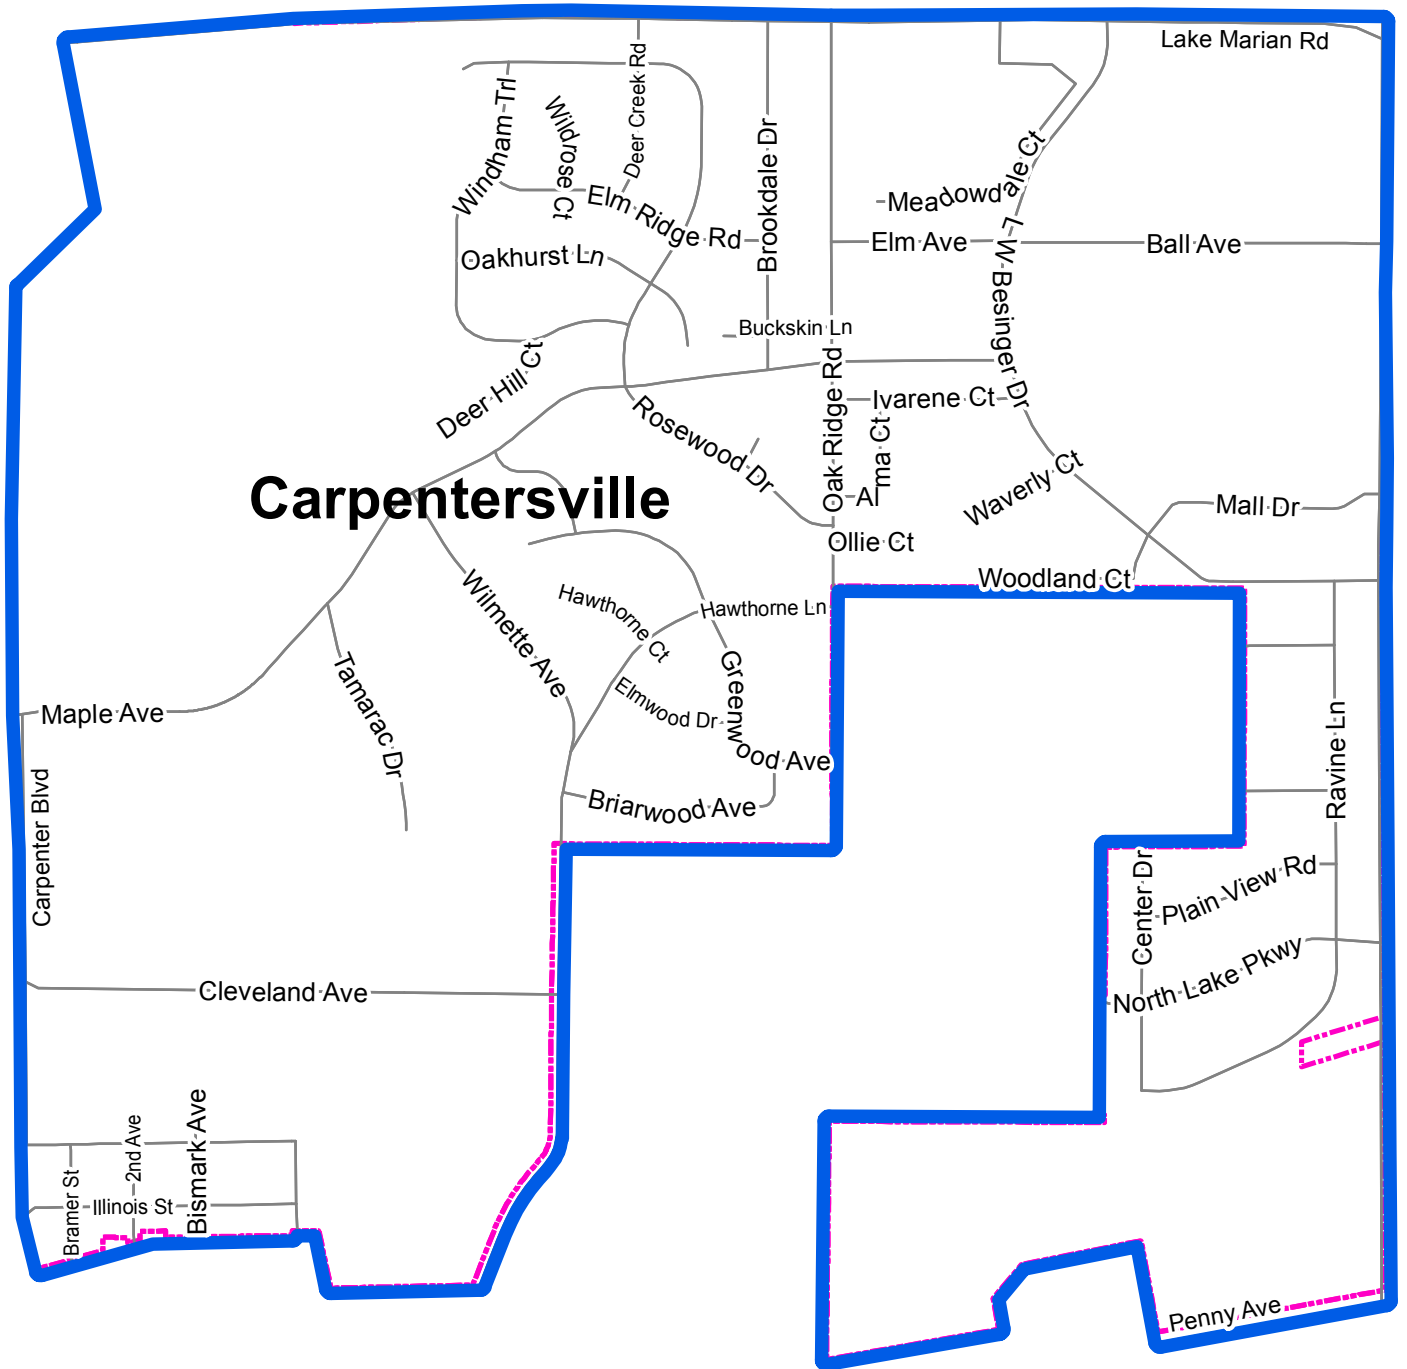 Lake Marian Rd
Deer Creek Rd
Windham Trl
Wildrose Ct
Brookdale Dr
Meadowdale Ct
Elm Ridge Rd
Elm Ave
Ball Ave
Oakhurst Ln
L W Besinger Dr
Buckskin Ln
Deer Hill Ct
Oak Ridge Rd
Ivarene Ct
Rosewood Dr
Alma Ct
Waverly Ct
Carpentersville
Mall Dr
Ollie Ct
Woodland Ct
Wilmette Ave
Hawthorne Ct
Hawthorne Ln
Greenwood Ave
Tamarac Dr
Elmwood Dr
Maple Ave
Ravine Ln
Briarwood Ave
Carpenter Blvd
Center Dr
Plain View Rd
North Lake Pkwy
Cleveland Ave
Bismark Ave
2nd Ave
Bramer St
Illinois St
Penny Ave